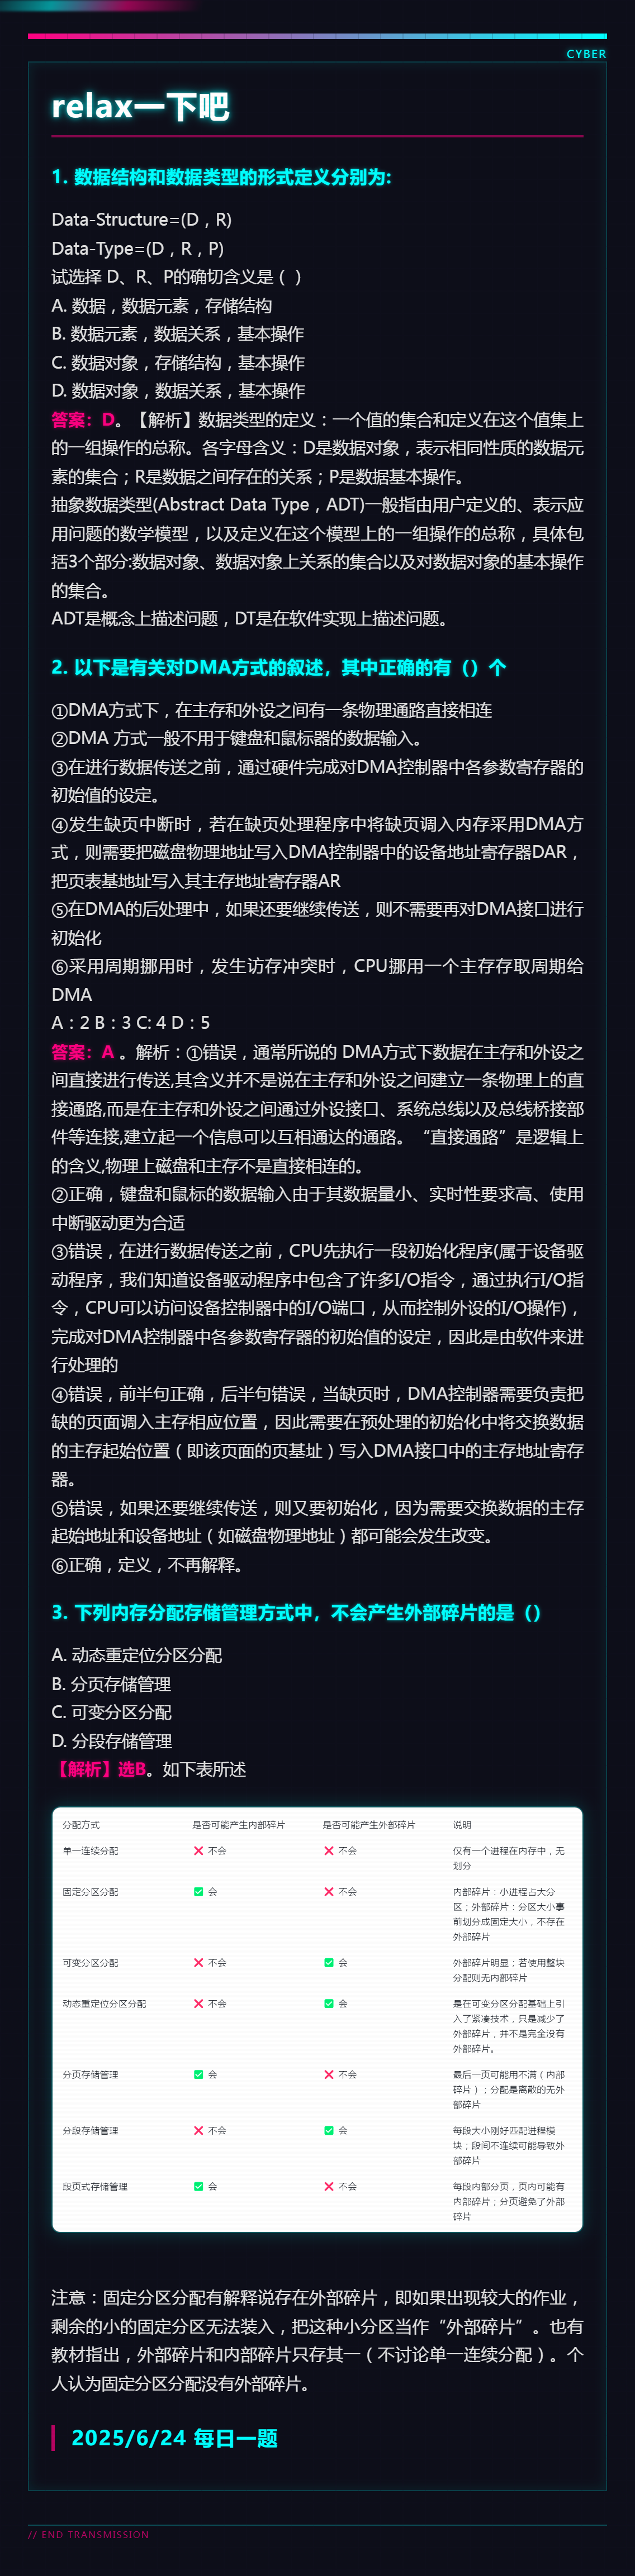 CYBER
relax一下吧
1. 数据结构和数据类型的形式定义分别为:
Data-Structure=(D，R)
Data-Type=(D，R，P)
试选择 D、R、P的确切含义是（ ）
A. 数据，数据元素，存储结构
B. 数据元素，数据关系，基本操作
C. 数据对象，存储结构，基本操作
D. 数据对象，数据关系，基本操作
答案：D。【解析】数据类型的定义：一个值的集合和定义在这个值集上
的一组操作的总称。各字母含义：D是数据对象，表示相同性质的数据元
素的集合；R是数据之间存在的关系；P是数据基本操作。
抽象数据类型(Abstract Data Type，ADT)一般指由用户定义的、表示应
用问题的数学模型，以及定义在这个模型上的一组操作的总称，具体包
括3个部分:数据对象、数据对象上关系的集合以及对数据对象的基本操作
的集合。
ADT是概念上描述问题，DT是在软件实现上描述问题。
2. 以下是有关对DMA方式的叙述，其中正确的有（）个
①DMA方式下，在主存和外设之间有一条物理通路直接相连
②DMA 方式一般不用于键盘和鼠标器的数据输入。
③在进行数据传送之前，通过硬件完成对DMA控制器中各参数寄存器的
初始值的设定。
④发生缺页中断时，若在缺页处理程序中将缺页调入内存采用DMA方
式，则需要把磁盘物理地址写入DMA控制器中的设备地址寄存器DAR，
把页表基地址写入其主存地址寄存器AR
⑤在DMA的后处理中，如果还要继续传送，则不需要再对DMA接口进行
初始化
⑥采用周期挪用时，发生访存冲突时，CPU挪用一个主存存取周期给
DMA
A：2 B：3 C: 4 D：5
答案：A 。解析：①错误，通常所说的 DMA方式下数据在主存和外设之
间直接进行传送,其含义并不是说在主存和外设之间建立一条物理上的直
接通路,而是在主存和外设之间通过外设接口、系统总线以及总线桥接部
件等连接,建立起一个信息可以互相通达的通路。“直接通路”是逻辑上
的含义,物理上磁盘和主存不是直接相连的。
②正确，键盘和鼠标的数据输入由于其数据量小、实时性要求高、使用
中断驱动更为合适
③错误，在进行数据传送之前，CPU先执行一段初始化程序(属于设备驱
动程序，我们知道设备驱动程序中包含了许多I/O指令，通过执行I/O指
令，CPU可以访问设备控制器中的I/O端口，从而控制外设的I/O操作)，
完成对DMA控制器中各参数寄存器的初始值的设定，因此是由软件来进
行处理的
④错误，前半句正确，后半句错误，当缺页时，DMA控制器需要负责把
缺的页面调入主存相应位置，因此需要在预处理的初始化中将交换数据
的主存起始位置（即该页面的页基址）写入DMA接口中的主存地址寄存
器。
⑤错误，如果还要继续传送，则又要初始化，因为需要交换数据的主存
起始地址和设备地址（如磁盘物理地址）都可能会发生改变。
⑥正确，定义，不再解释。
3. 下列内存分配存储管理方式中，不会产生外部碎片的是（）
A. 动态重定位分区分配
B. 分页存储管理
C. 可变分区分配
D. 分段存储管理
【解析】选B。如下表所述
分配方式 是否可能产生内部碎片 是否可能产生外部碎片 说明
单一连续分配 ❌ 不会 ❌ 不会 仅有一个进程在内存中，无
划分
固定分区分配 ✅ 会 ❌ 不会 内部碎片：小进程占大分
区；外部碎片：分区大小事
前划分成固定大小，不存在
外部碎片
可变分区分配 ❌ 不会 ✅ 会 外部碎片明显；若使用整块
分配则无内部碎片
动态重定位分区分配 ❌ 不会 ✅ 会 是在可变分区分配基础上引
入了紧凑技术，只是减少了
外部碎片，并不是完全没有
外部碎片。
分页存储管理 ✅ 会 ❌ 不会 最后一页可能用不满（内部
碎片）；分配是离散的无外
部碎片
分段存储管理 ❌ 不会 ✅ 会 每段大小刚好匹配进程模
块；段间不连续可能导致外
部碎片
段页式存储管理 ✅ 会 ❌ 不会 每段内部分页，页内可能有
内部碎片；分页避免了外部
碎片
注意：固定分区分配有解释说存在外部碎片，即如果出现较大的作业，
剩余的小的固定分区无法装入，把这种小分区当作“外部碎片”。也有
教材指出，外部碎片和内部碎片只存其一（不讨论单一连续分配）。个
人认为固定分区分配没有外部碎片。
2025/6/24 每日一题
// END TRANSMISSION